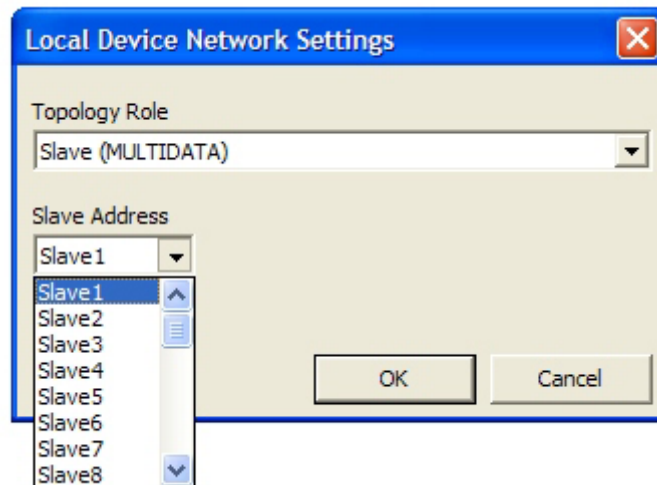 Local Device Network Settings
Topology Role
Slave (MULTIDATA)
Slave Address
Slave1
Slave1
Slave2
Slave3
Slave4
Slave5
Slave6
Slave7
Slave8
OK Cancel